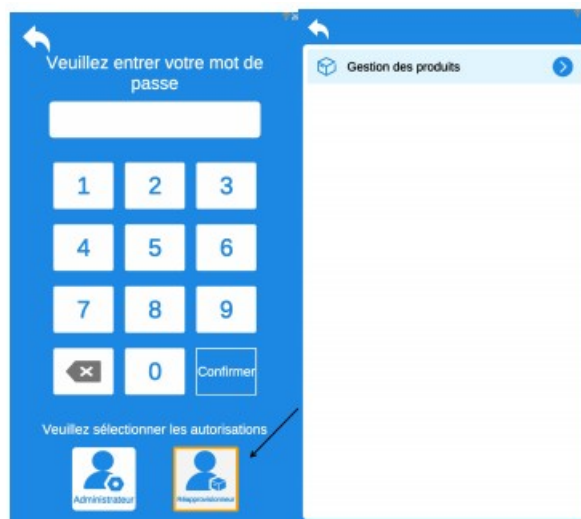 Veuillez entrer votre mot de
passe
1 2 3
4 5 6
7 8 9
0 Confirmer
Veuillez sélectionner les autorisations
Administrateur
Réapprovisionneur
Gestion des produits